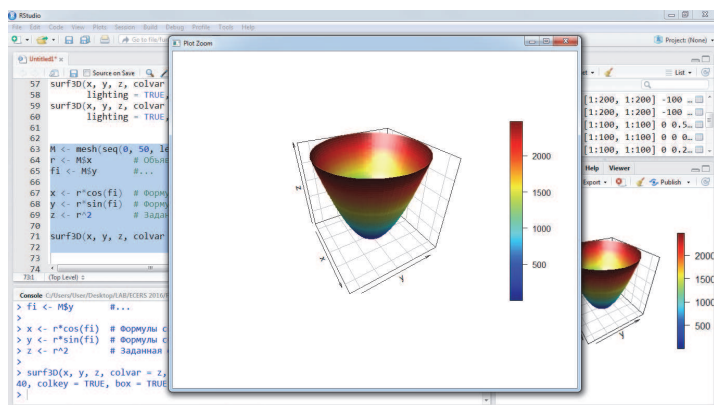 RStudio
File Edit Code View Plots Session Build Debug Profile Tools Help
Go to file/fun
Project: (None)
Plot Zoom
Untitled1*
Source on Save
57 surf3D(x, y, z, colvar
58 lighting = TRUE,
59 surf3D(x, y, z, colvar
60 lighting = TRUE,
61
62
63 M <- mesh(seq(0, 50, le
64 r <- M$x # Объя
65 fi <- M$y #...
66
67 x <- r*cos(fi) # Форму
68 y <- r*sin(fi) # Форму
69 z <- r^2 # Задан
70
71 surf3D(x, y, z, colvar
72
73
74
73:1 (Top Level)
Console C:/Users/User/Desktop/LAB/ECERS 2016/
> fi <- M$y #...
>
> x <- r*cos(fi) # Формулы с
> y <- r*sin(fi) # Формулы с
> z <- r^2 # Заданная
>
> surf3D(x, y, z, colvar = z,
40, colkey = TRUE, box = TRUE
>
z
x
y
2000
1500
1000
500
List
[1:200, 1:200] -100 ...
[1:200, 1:200] -100 ...
[1:100, 1:100] 0 0.5…
[1:100, 1:100] 0 0 0…
[1:100, 1:100] 0 0.2…
Help Viewer
Export
Publish
y
2000
1500
1000
500